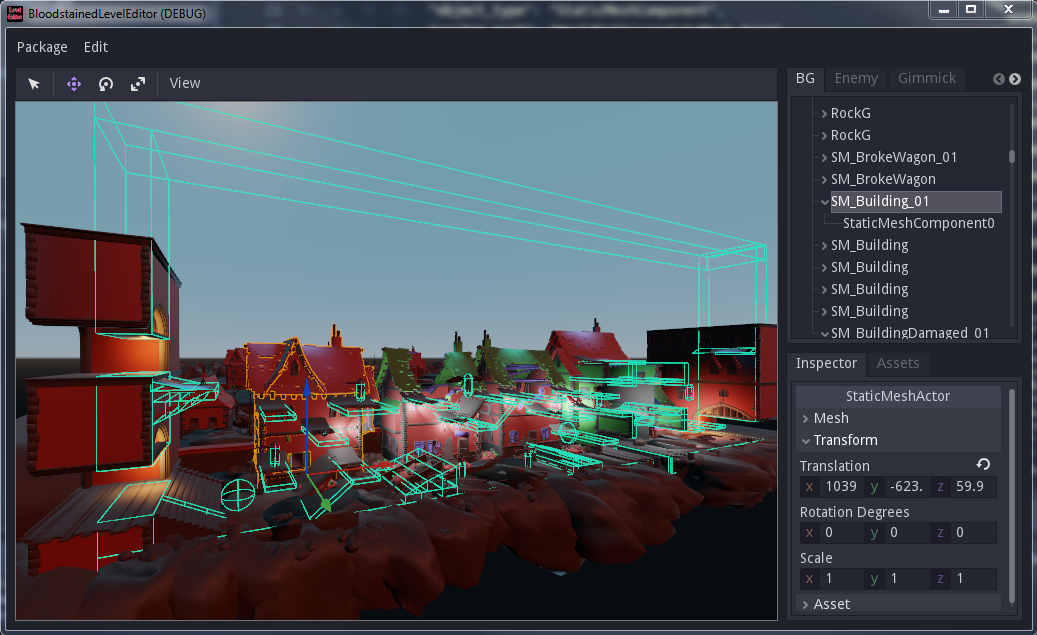 Level Editor BloodstainedLevelEditor (DEBUG)
"object_type": "StaticMeshComponent",
Package Edit
View
BG Enemy Gimmick
RockG
RockG
SM_BrokeWagon_01
SM_BrokeWagon
SM_Building_01
StaticMeshComponent0
SM_Building
SM_Building
SM_Building
SM_Building
SM_BuildingDamaged_01
Inspector Assets
StaticMeshActor
Mesh
Transform
Translation
x 1039 y -623. z 59.9
Rotation Degrees
x 0 y 0 z 0
Scale
x 1 y 1 z 1
Asset